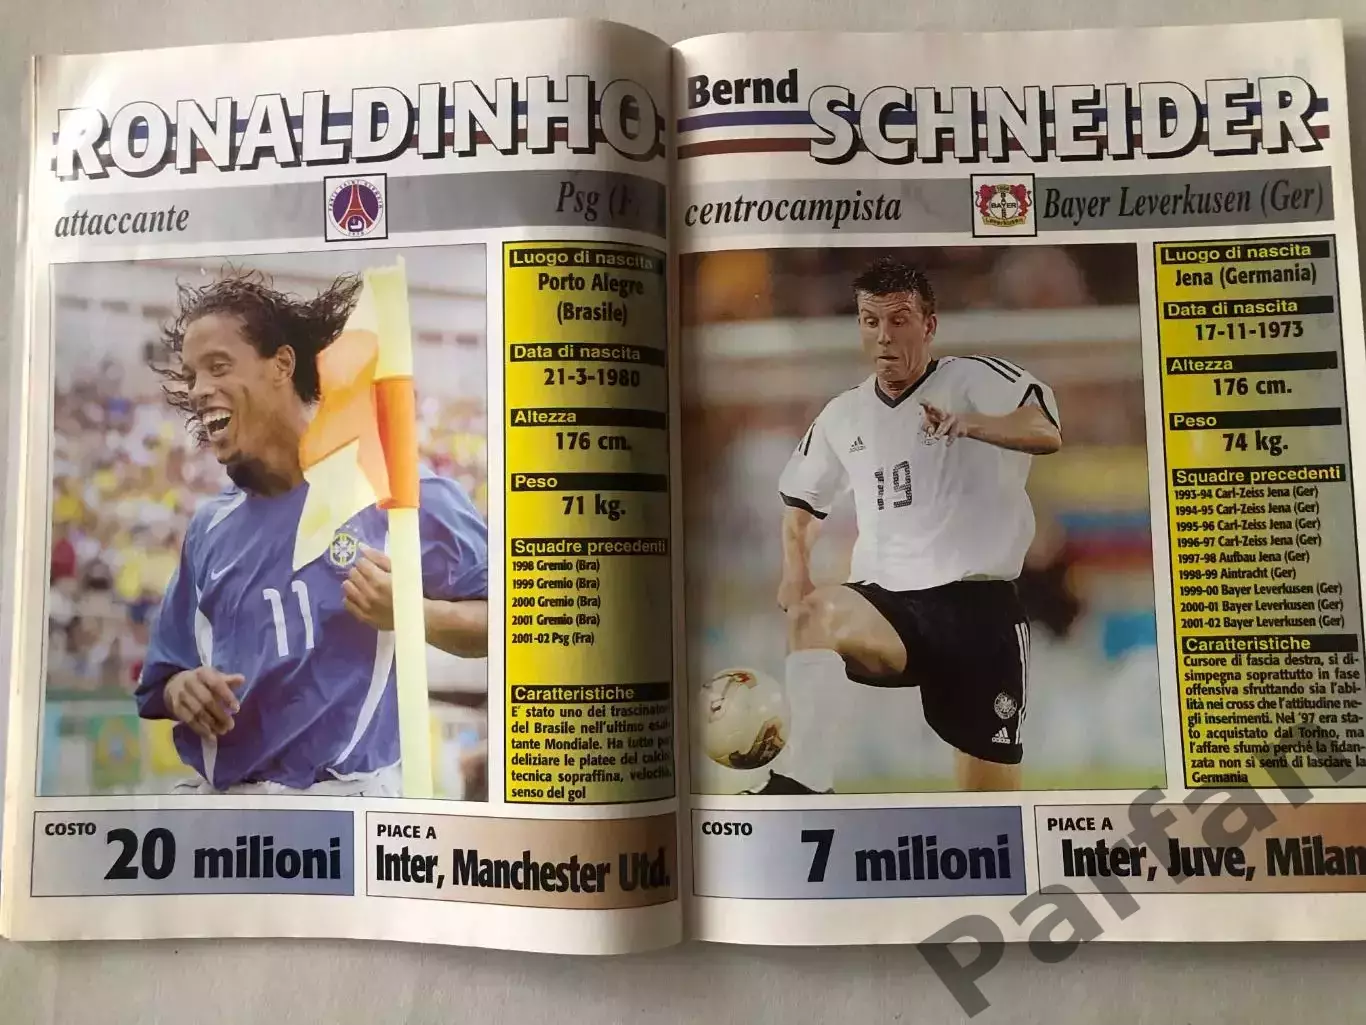 RONALDINHO
attaccante
Psg (F)
Luogo di nascita
Porto Alegre
(Brasile)
Data di nascita
21-3-1980
Altezza
176 cm.
Peso
71 kg.
Squadre precedenti
1998 Gremio (Bra)
1999 Gremio (Bra)
2000 Gremio (Bra)
2001 Gremio (Bra)
2001-02 Psg (Fra)
Caratteristiche
E' stato uno dei trascinatori
del Brasile nell'ultimo esal-
tante Mondiale. Ha tutto per
deliziare le platee del calcio:
tecnica sopraffina, velocità,
senso del gol
11
COSTO
20 milioni
PIACE A
Inter, Manchester Utd.
Bernd
SCHNEIDER
centrocampista
BAYER
Leverkusen
Bayer Leverkusen (Ger)
Luogo di nascita
Jena (Germania)
Data di nascita
17-11-1973
Altezza
176 cm.
Peso
74 kg.
Squadre precedenti
1993-94 Carl-Zeiss Jena (Ger)
1994-95 Carl-Zeiss Jena (Ger)
1995-96 Carl-Zeiss Jena (Ger)
1996-97 Carl-Zeiss Jena (Ger)
1997-98 Aufbau Jena (Ger)
1998-99 Aintracht (Ger)
1999-00 Bayer Leverkusen (Ger)
2000-01 Bayer Leverkusen (Ger)
2001-02 Bayer Leverkusen (Ger)
Caratteristiche
Cursore di fascia destra, si di-
simpegna soprattutto in fase
offensiva sfruttando sia l'abi-
lità nei cross che l'attitudine ne-
gli inserimenti. Nel '97 era sta-
to acquistato dal Torino, ma
l'affare sfumò perché la fidan-
zata non si sentì di lasciare la
Germania
adidas
19
adidas
COSTO
7 milioni
PIACE A
Inter, Juve, Milan
Parfan